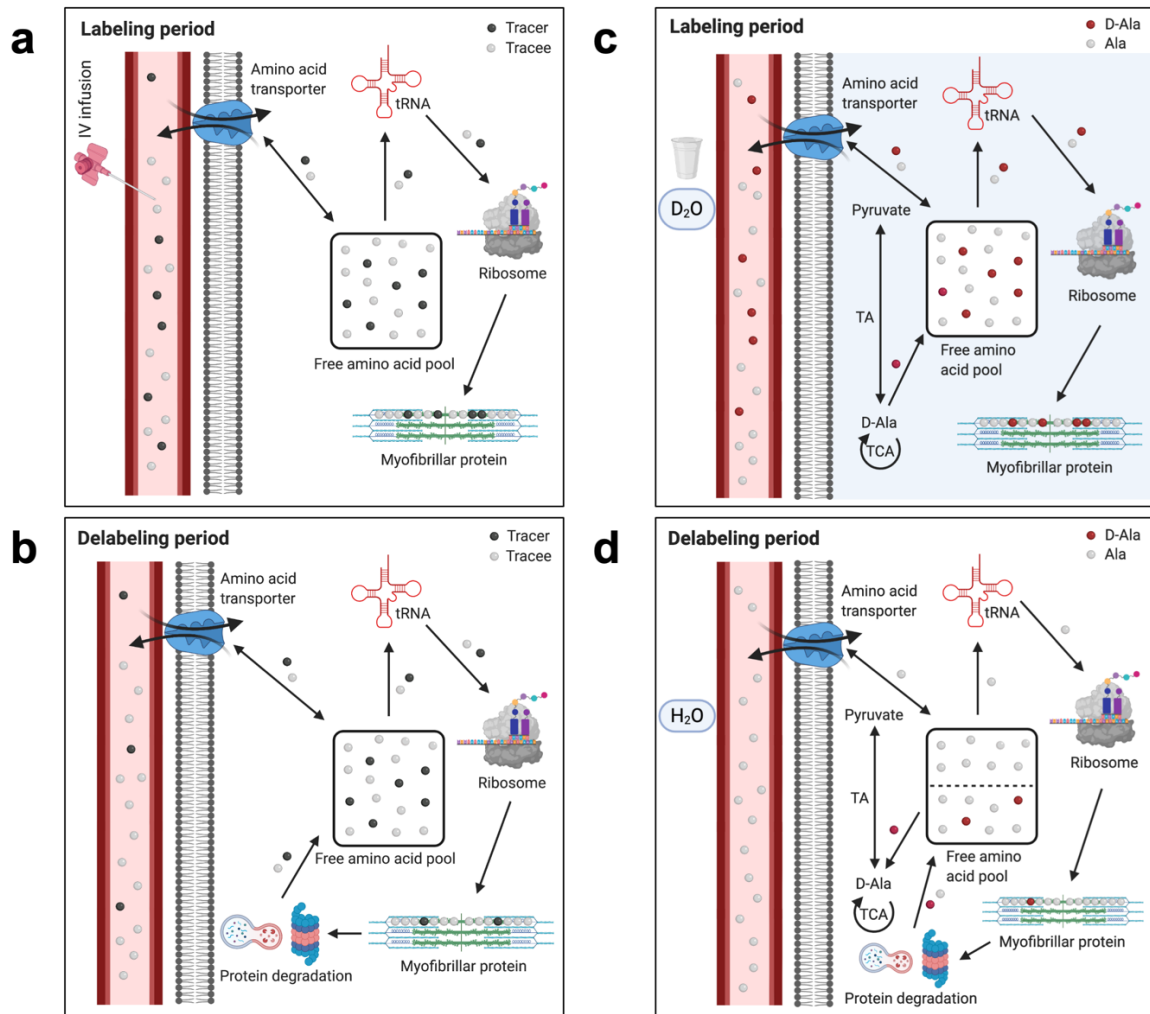 a
Labeling period
Tracer
Tracee
IV infusion
Amino acid
transporter
tRNA
Ribosome
Free amino acid pool
Myofibrillar protein
b
Delabeling period
Tracer
Tracee
Amino acid
transporter
tRNA
Ribosome
Free amino acid pool
Protein degradation
Myofibrillar protein
c
Labeling period
D-Ala
Ala
Amino acid
transporter
tRNA
D₂O
Pyruvate
Ribosome
TA
Free amino
acid pool
D-Ala
TCA
Myofibrillar protein
d
Delabeling period
D-Ala
Ala
Amino acid
transporter
tRNA
H₂O
Pyruvate
Ribosome
TA
Free amino
acid pool
D-Ala
TCA
Myofibrillar protein
Protein degradation